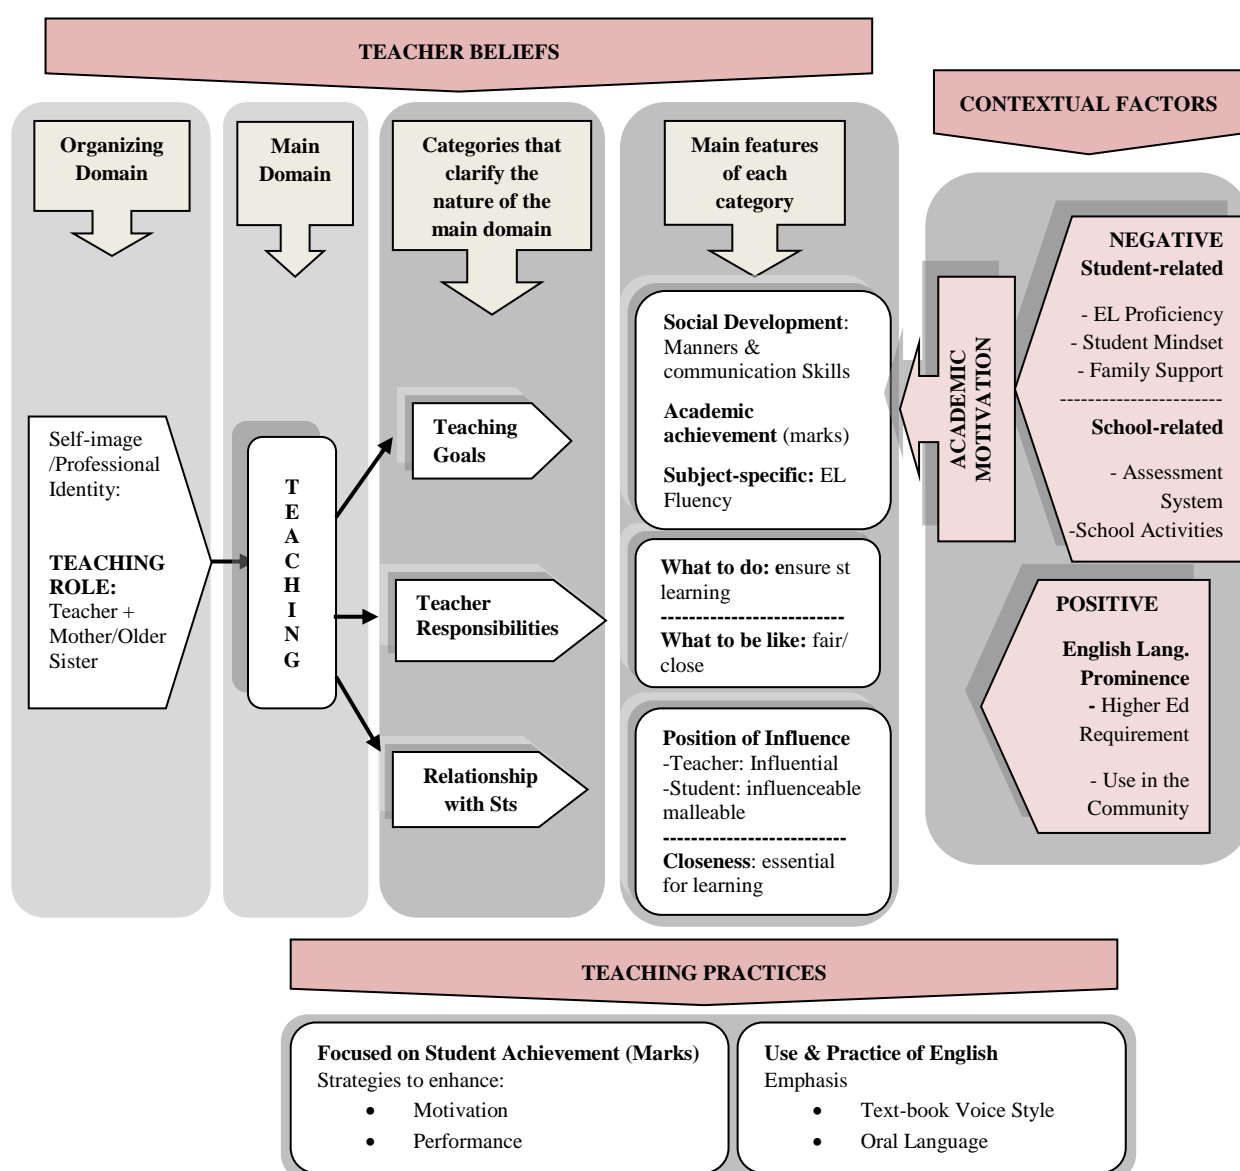 TEACHER BELIEFS
CONTEXTUAL FACTORS
Organizing
Domain
Main
Domain
Categories that
clarify the
nature of the
main domain
Main features
of each
category
Self-image
/Professional
Identity:
TEACHING
ROLE:
Teacher +
Mother/Older
Sister
T
E
A
C
H
I
N
G
Teaching
Goals
Teacher
Responsibilities
Relationship
with Sts
Social Development:
Manners &
communication Skills
Academic
achievement (marks)
Subject-specific: EL
Fluency
What to do: ensure st
learning
----------------------------
What to be like: fair/
close
Position of Influence
-Teacher: Influential
-Student: influenceable
malleable
----------------------------
Closeness: essential
for learning
ACADEMIC
MOTIVATION
NEGATIVE
Student-related
- EL Proficiency
- Student Mindset
- Family Support
-------------------------
School-related
- Assessment
System
-School Activities
POSITIVE
English Lang.
Prominence
- Higher Ed
Requirement
- Use in the
Community
TEACHING PRACTICES
Focused on Student Achievement (Marks)
Strategies to enhance:
• Motivation
• Performance
Use & Practice of English
Emphasis
• Text-book Voice Style
• Oral Language